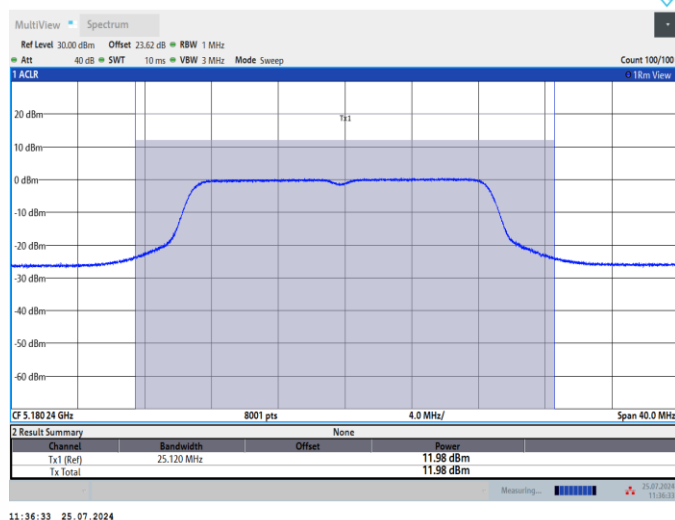 MultiView Spectrum
Ref Level 30.00 dBm Offset 23.62 dB RBW 1 MHz
Att 40 dB SWT 10 ms VBW 3 MHz Mode Sweep Count 100/100
1 ACLR 1Rm View
Tx1
20 dBm
10 dBm
0 dBm
-10 dBm
-20 dBm
-30 dBm
-40 dBm
-50 dBm
-60 dBm
CF 5.180 24 GHz 8001 pts 4.0 MHz/ Span 40.0 MHz
2 Result Summary None
Channel Bandwidth Offset Power
Tx1 (Ref) 25.120 MHz 11.98 dBm
Tx Total 11.98 dBm
Measuring... 25.07.2024
11:36:33
11:36:33 25.07.2024